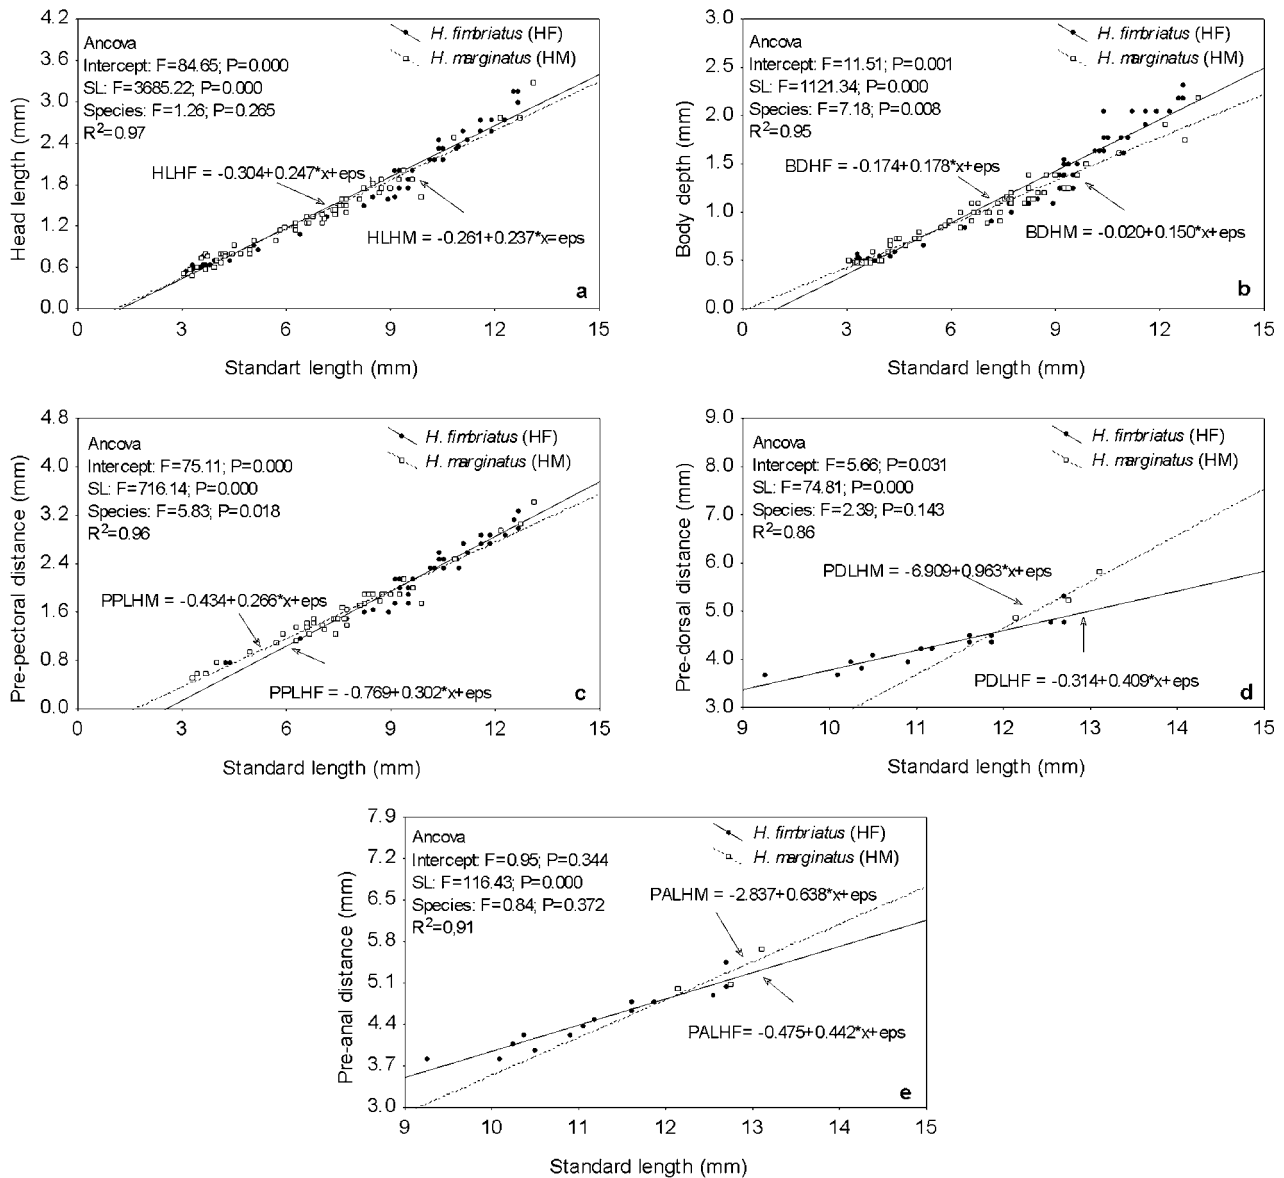 4.2
3.6
3.0
2.4
1.8
1.2
0.6
0.0
Head length (mm)
Ancova
Intercept: F=84.65; P=0.000
SL: F=3685.22; P=0.000
Species: F=1.26; P=0.265
R²=0.97
H. fimbriatus (HF)
H. marginatus (HM)
HLHF = -0.304+0.247*x+eps
HLHM = -0.261+0.237*x=eps
a
0 3 6 9 12 15
Standart length (mm)
3.0
2.5
2.0
1.5
1.0
0.5
0.0
Body depth (mm)
Ancova
Intercept: F=11.51; P=0.001
SL: F=1121.34; P=0.000
Species: F=7.18; P=0.008
R²=0.95
H. fimbriatus (HF)
H. marginatus (HM)
BDHF = -0.174+0.178*x+eps
BDHM = -0.020+0.150*x+eps
b
0 3 6 9 12 15
Standard length (mm)
4.8
4.0
3.2
2.4
1.6
0.8
0.0
Pre-pectoral distance (mm)
Ancova
Intercept: F=75.11; P=0.000
SL: F=716.14; P=0.000
Species: F=5.83; P=0.018
R²=0.96
H. fimbriatus (HF)
H. marginatus (HM)
PPLHM = -0.434+0.266*x+eps
PPLHF = -0.769+0.302*x+eps
c
0 3 6 9 12 15
Standard length (mm)
9.0
8.0
7.0
6.0
5.0
4.0
3.0
Pre-dorsal distance (mm)
Ancova
Intercept: F=5.66; P=0.031
SL: F=74.81; P=0.000
Species: F=2.39; P=0.143
R²=0.86
H. fimbriatus (HF)
H. marginatus (HM)
PDLHM = -6.909+0.963*x+eps
PDLHF = -0.314+0.409*x+eps
d
9 10 11 12 13 14 15
Standard length (mm)
7.9
7.2
6.5
5.8
5.1
4.4
3.7
3.0
Pre-anal distance (mm)
Ancova
Intercept: F=0.95; P=0.344
SL: F=116.43; P=0.000
Species: F=0.84; P=0.372
R²=0,91
H. fimbriatus (HF)
H. marginatus (HM)
PALHM = -2.837+0.638*x+eps
PALHF= -0.475+0.442*x+eps
e
9 10 11 12 13 14 15
Standard length (mm)